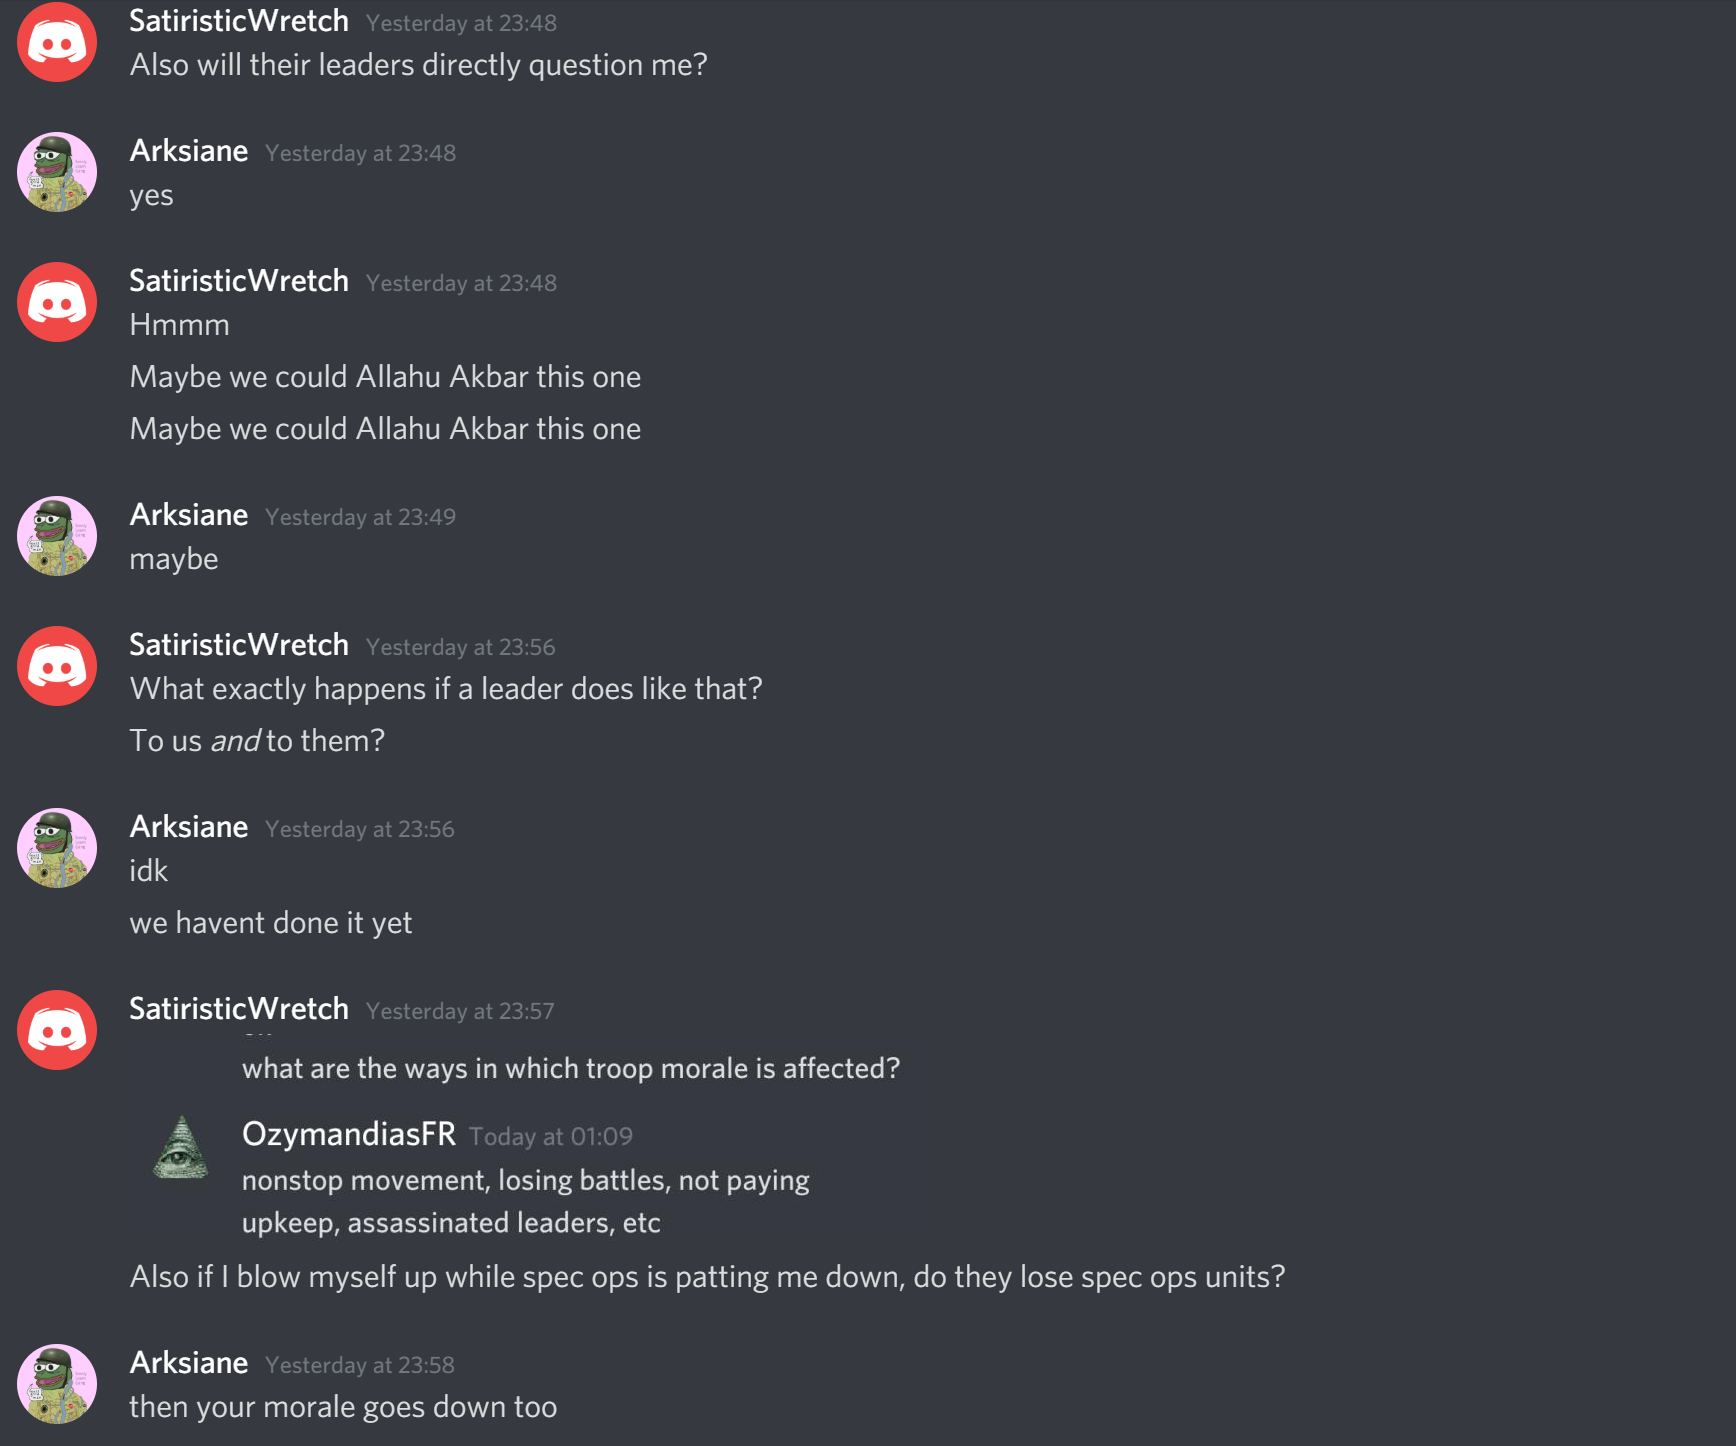 SatiristicWretch Yesterday at 23:48
Also will their leaders directly question me?
Arksiane Yesterday at 23:48
yes
SatiristicWretch Yesterday at 23:48
Hmmm
Maybe we could Allahu Akbar this one
Maybe we could Allahu Akbar this one
Arksiane Yesterday at 23:49
maybe
SatiristicWretch Yesterday at 23:56
What exactly happens if a leader does like that?
To us and to them?
Arksiane Yesterday at 23:56
idk
we havent done it yet
SatiristicWretch Yesterday at 23:57
what are the ways in which troop morale is affected?
OzymandiasFR Today at 01:09
nonstop movement, losing battles, not paying
upkeep, assassinated leaders, etc
Also if I blow myself up while spec ops is patting me down, do they lose spec ops units?
Arksiane Yesterday at 23:58
then your morale goes down too